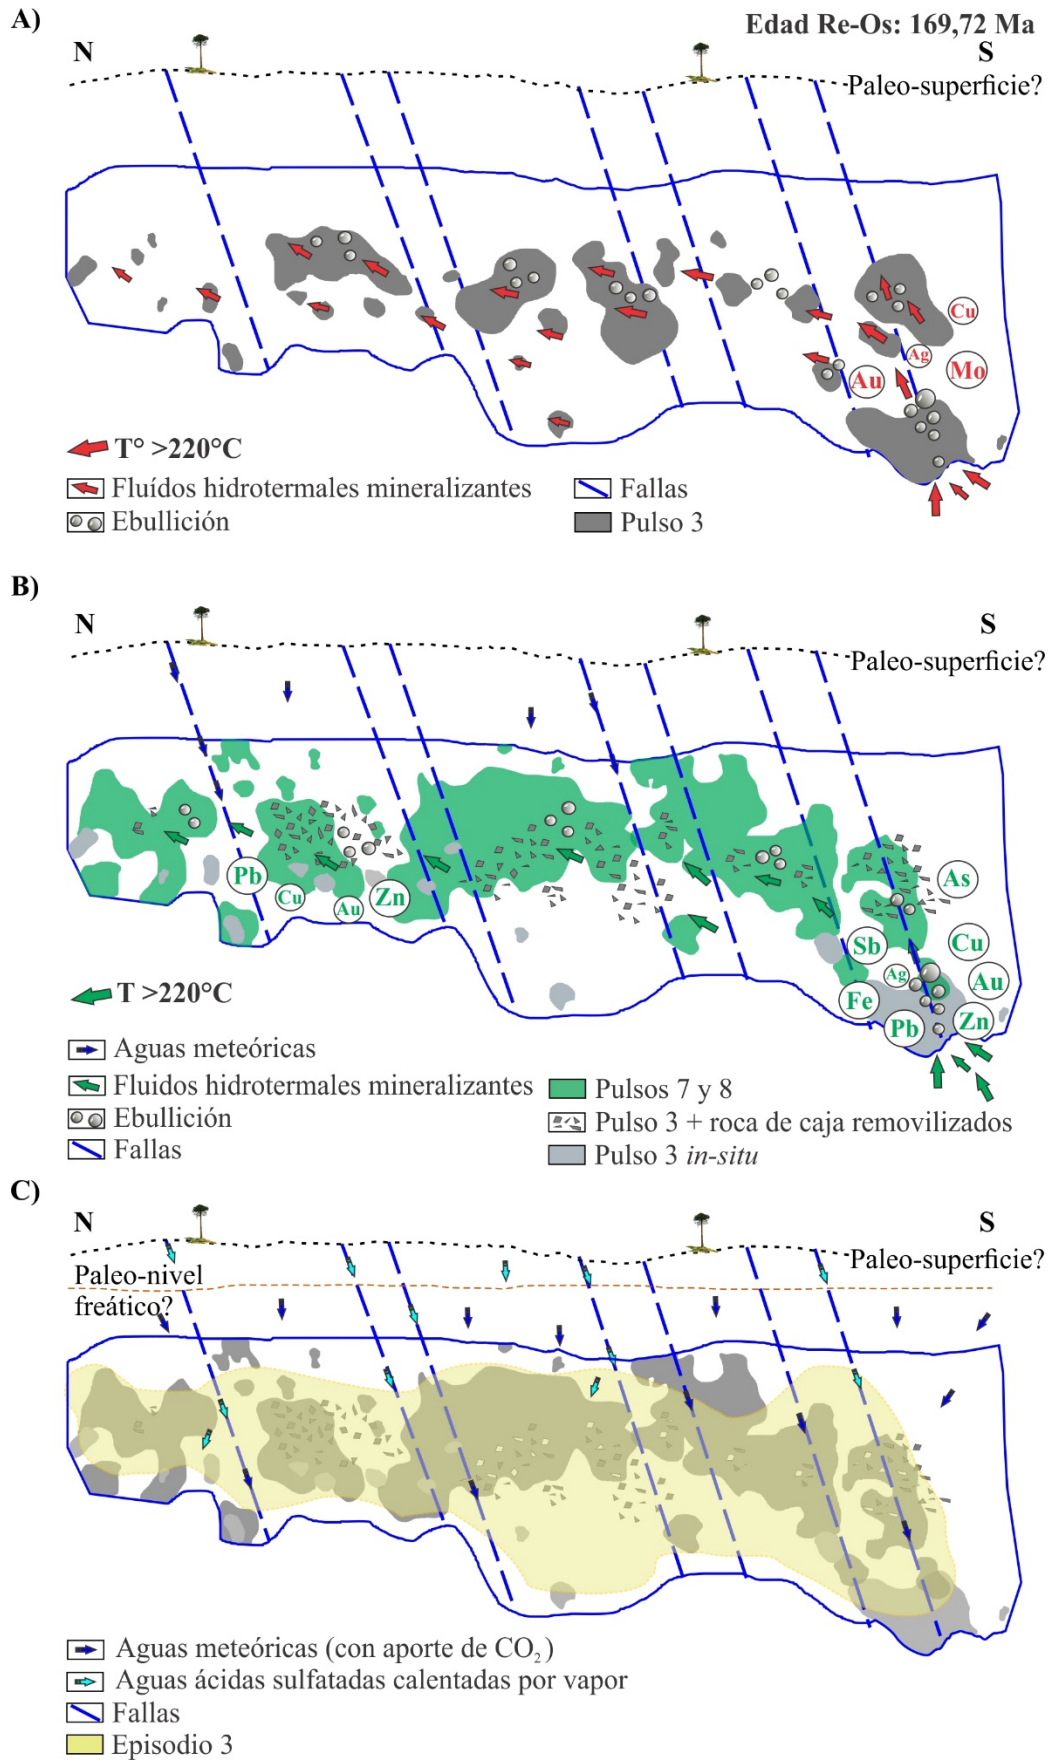 A)
Edad Re-Os: 169,72 Ma
N
S
Paleo-superficie?
Cu
Ag
Au
Mo
T° >220°C
Fluídos hidrotermales mineralizantes
Fallas
Ebullición
Pulso 3
B)
N
S
Paleo-superficie?
Pb
Cu
Au
Zn
As
Sb
Cu
Ag
Au
Fe
Pb
Zn
T >220°C
Aguas meteóricas
Fluidos hidrotermales mineralizantes
Pulsos 7 y 8
Ebullición
Pulso 3 + roca de caja removilizados
Fallas
Pulso 3 in-situ
C)
N
S
Paleo-superficie?
Paleo-nivel
freático?
Aguas meteóricas (con aporte de CO₂)
Aguas ácidas sulfatadas calentadas por vapor
Fallas
Episodio 3